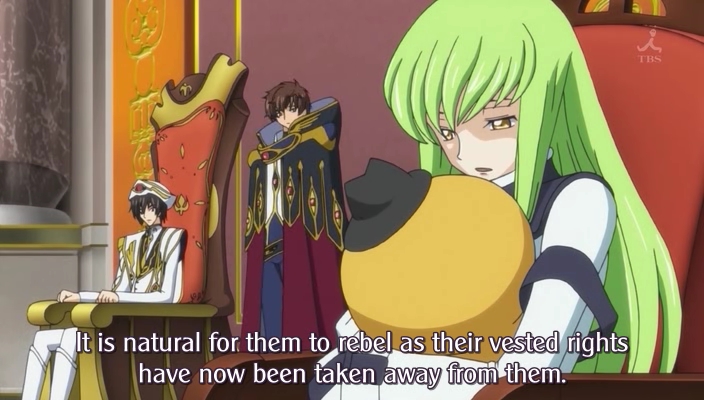 TBS
It is natural for them to rebel as their vested rights
have now been taken away from them.